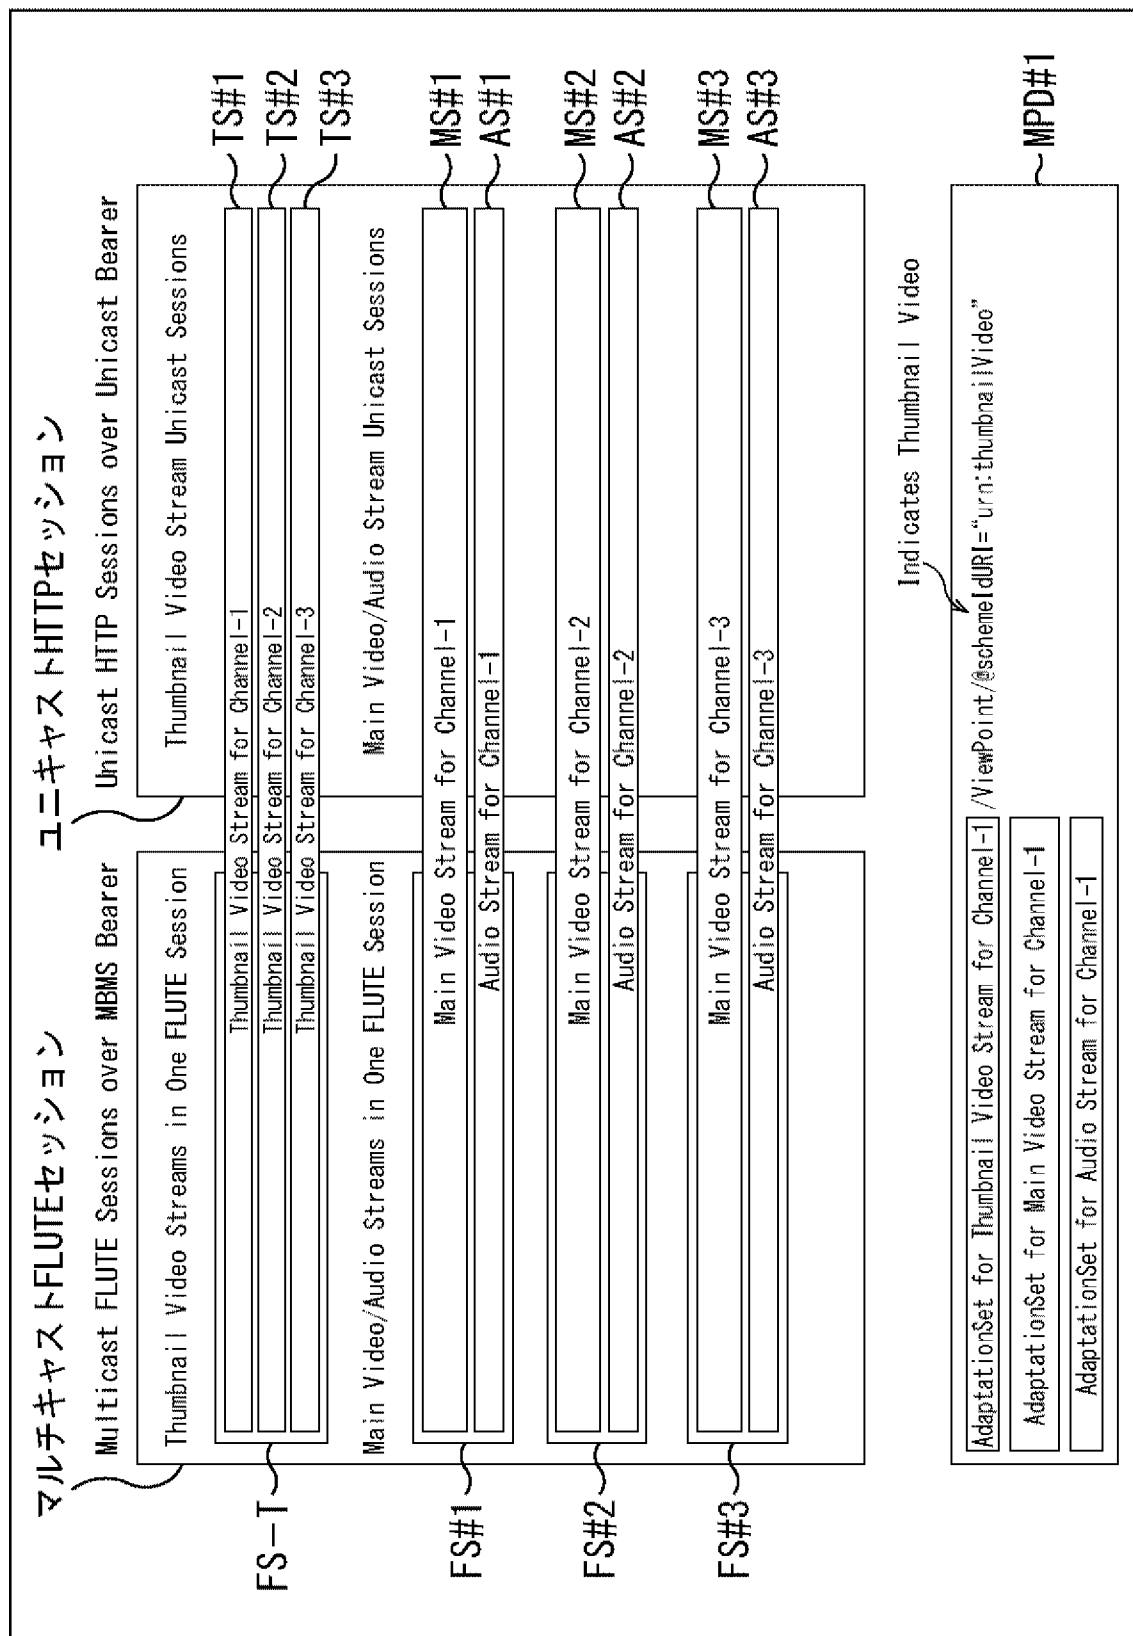 マルチキャストFLUTEセッション
Multicast FLUTE Sessions over MBMS Bearer
ユニキャストHTTPセッション
Unicast HTTP Sessions over Unicast Bearer
Thumbnail Video Streams in One FLUTE Session
Thumbnail Video Stream Unicast Sessions
FS−T
Thumbnail Video Stream for Channel-1
TS#1
Thumbnail Video Stream for Channel-2
TS#2
Thumbnail Video Stream for Channel-3
TS#3
Main Video/Audio Streams in One FLUTE Session
Main Video/Audio Stream Unicast Sessions
FS#1
Main Video Stream for Channel-1
MS#1
Audio Stream for Channel-1
AS#1
FS#2
Main Video Stream for Channel-2
MS#2
Audio Stream for Channel-2
AS#2
FS#3
Main Video Stream for Channel-3
MS#3
Audio Stream for Channel-3
AS#3
Indicates Thumbnail Video
AdaptationSet for Thumbnail Video Stream for Channel-1 /ViewPoint/@schemeIdURI=“urn:thumbnailVideo”
AdaptationSet for Main Video Stream for Channel-1
AdaptationSet for Audio Stream for Channel-1
MPD#1